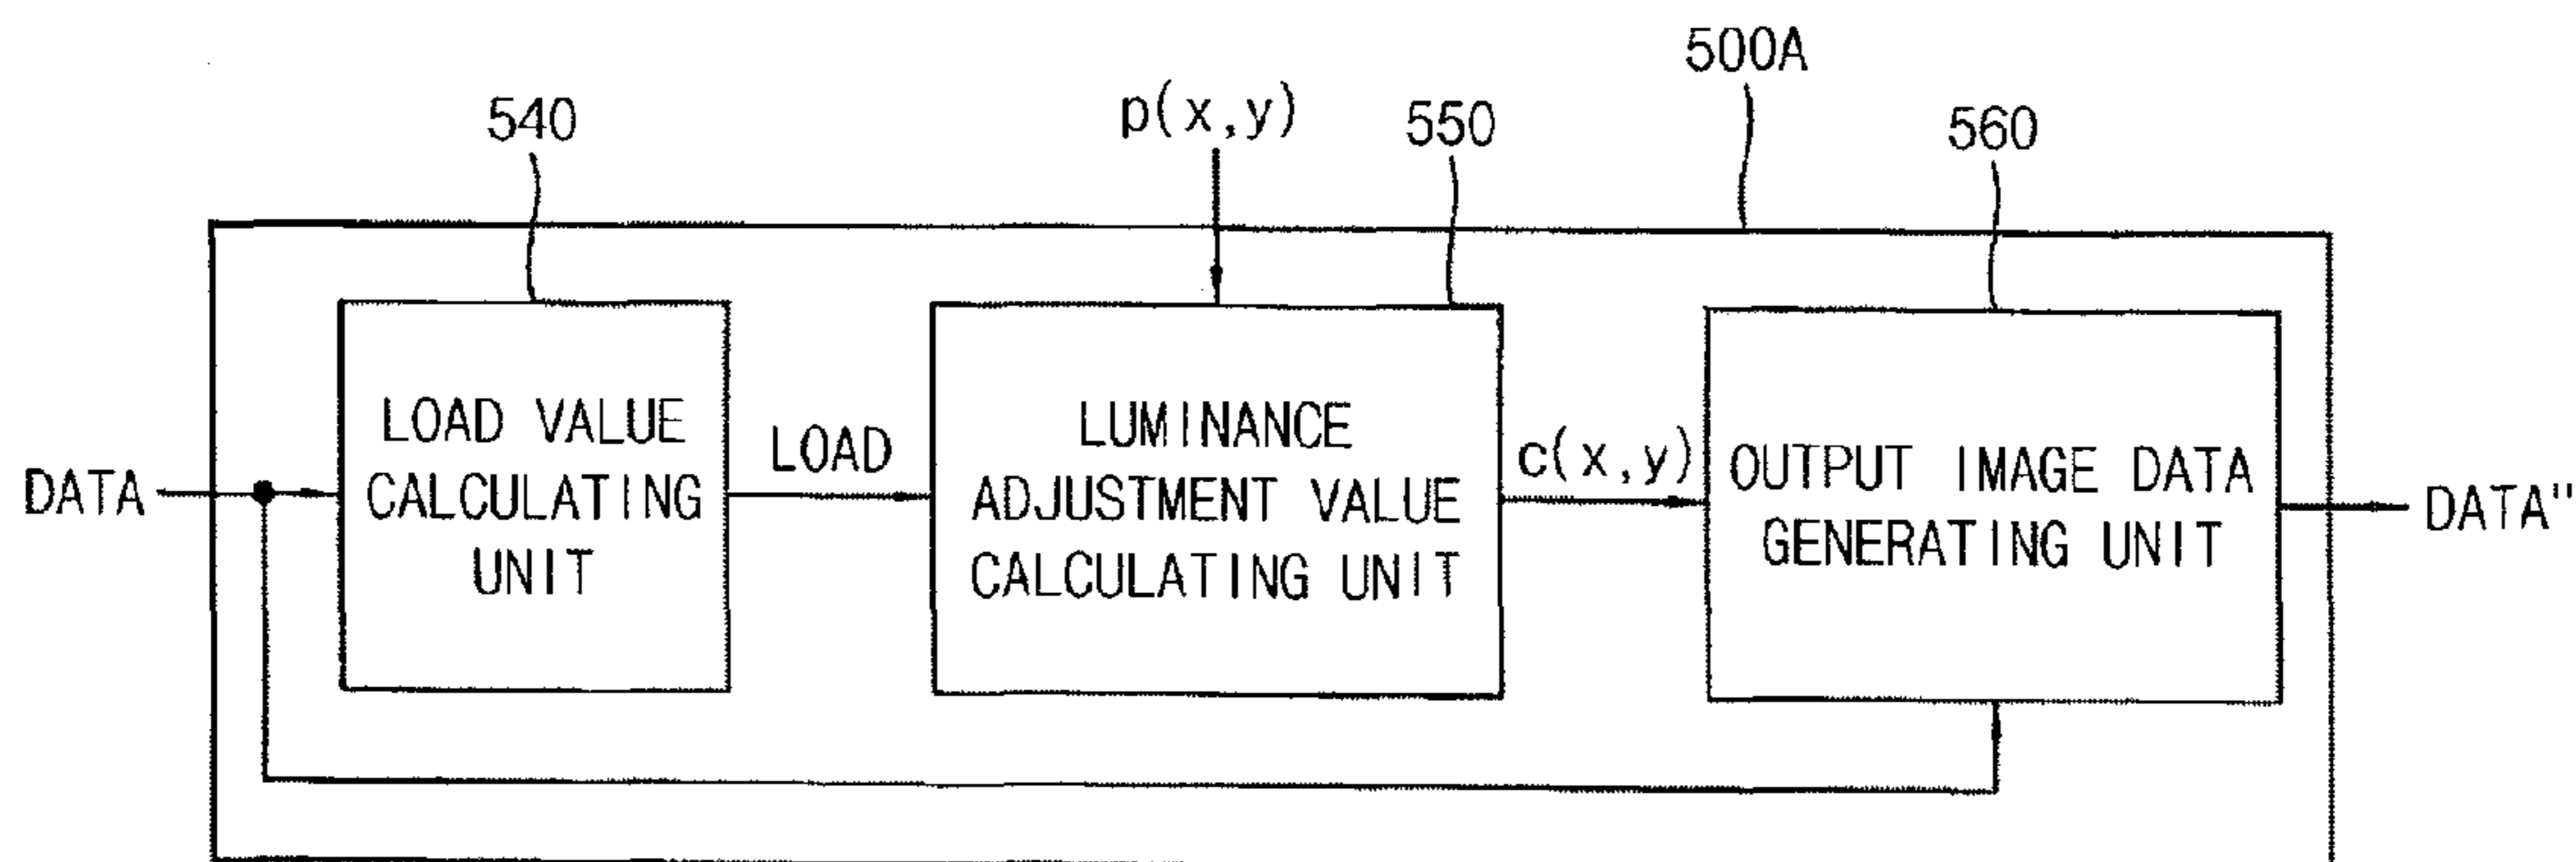 500A
540
p(x,y)
550
560
LOAD VALUE
CALCULATING
UNIT
LUMINANCE
ADJUSTMENT VALUE
CALCULATING UNIT
OUTPUT IMAGE DATA
GENERATING UNIT
DATA
LOAD
c(x,y)
DATA"